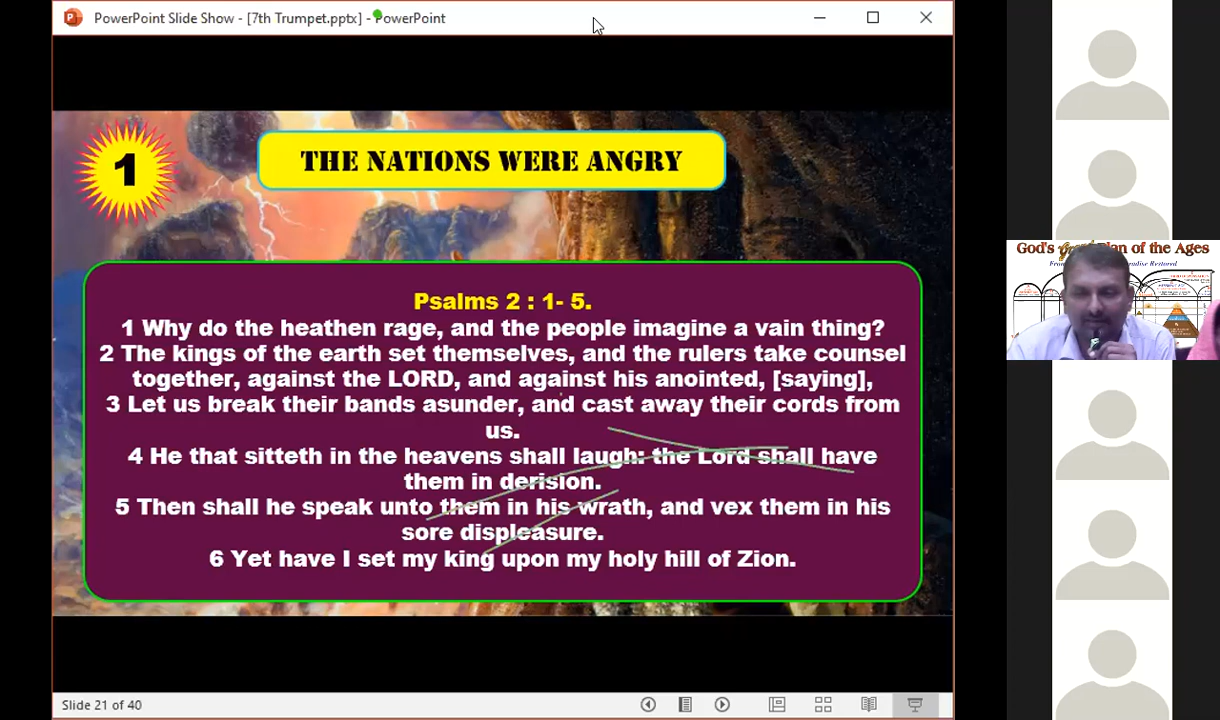 PowerPoint Slide Show - [7th Trumpet.pptx] - PowerPoint
1
THE NATIONS WERE ANGRY
Psalms 2 : 1- 5.
1 Why do the heathen rage, and the people imagine a vain thing?
2 The kings of the earth set themselves, and the rulers take counsel
together, against the LORD, and against his anointed, [saying],
3 Let us break their bands asunder, and cast away their cords from
us.
4 He that sitteth in the heavens shall laugh: the Lord shall have
them in derision.
5 Then shall he speak unto them in his wrath, and vex them in his
sore displeasure.
6 Yet have I set my king upon my holy hill of Zion.
God's Plan of the Ages
Restored
Slide 21 of 40